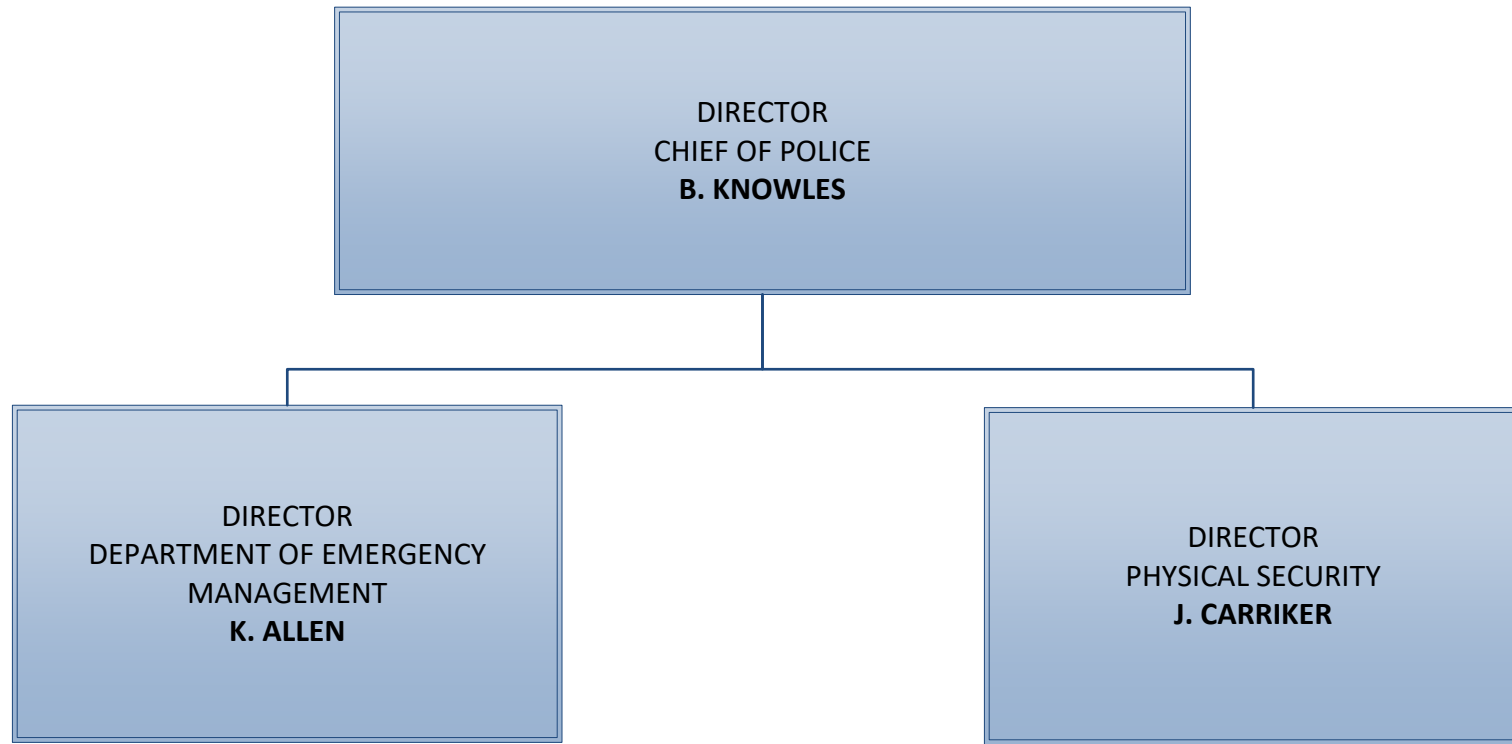 DIRECTOR
CHIEF OF POLICE
B. KNOWLES
DIRECTOR
DEPARTMENT OF EMERGENCY
MANAGEMENT
K. ALLEN
DIRECTOR
PHYSICAL SECURITY
J. CARRIKER